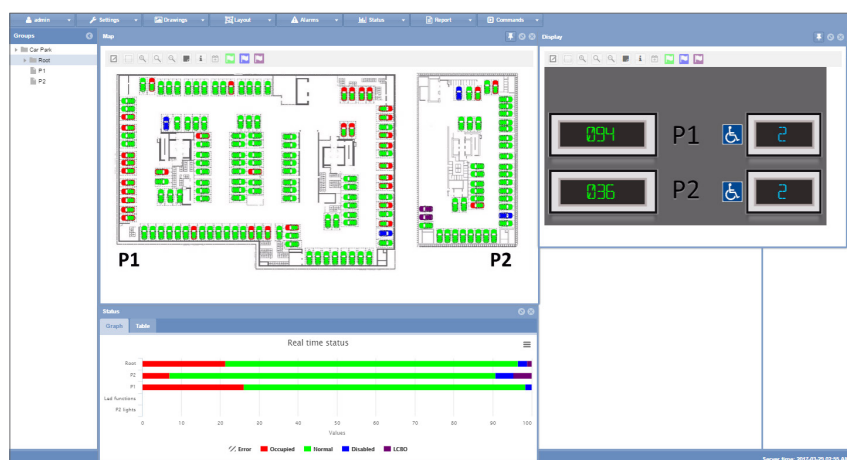 admin Settings Drawings Layout Alarms Status Report Commands
Groups
Car Park
Root
P1
P2
Map
P1 P2
Display
094 P1 2
036 P2 2
Status
Graph Table
Real time status
Root
P2
P1
Led functions
P2 lights
0 10 20 30 40 50 60 70 80 90 100
Values
Error Occupied Normal Disabled LCBO